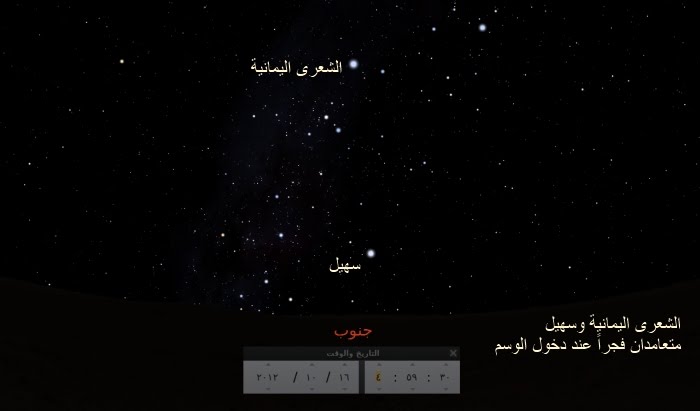 الشعرى اليمانية
سهيل
جنوب
الشعرى اليمانية وسهيل
متعامدان فجراً عند دخول الوسم
التاريخ والوقت
٢٠١٢ / ١٠ / ١٦
٤ : ٥٩ : ٣٠